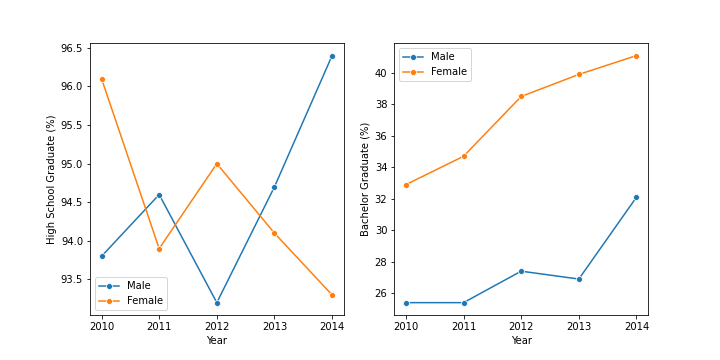 High School Graduate (%)
96.5
96.0
95.5
95.0
94.5
94.0
93.5
Male
Female
2010 2011 2012 2013 2014
Year
Bachelor Graduate (%)
40
38
36
34
32
30
28
26
Male
Female
2010 2011 2012 2013 2014
Year